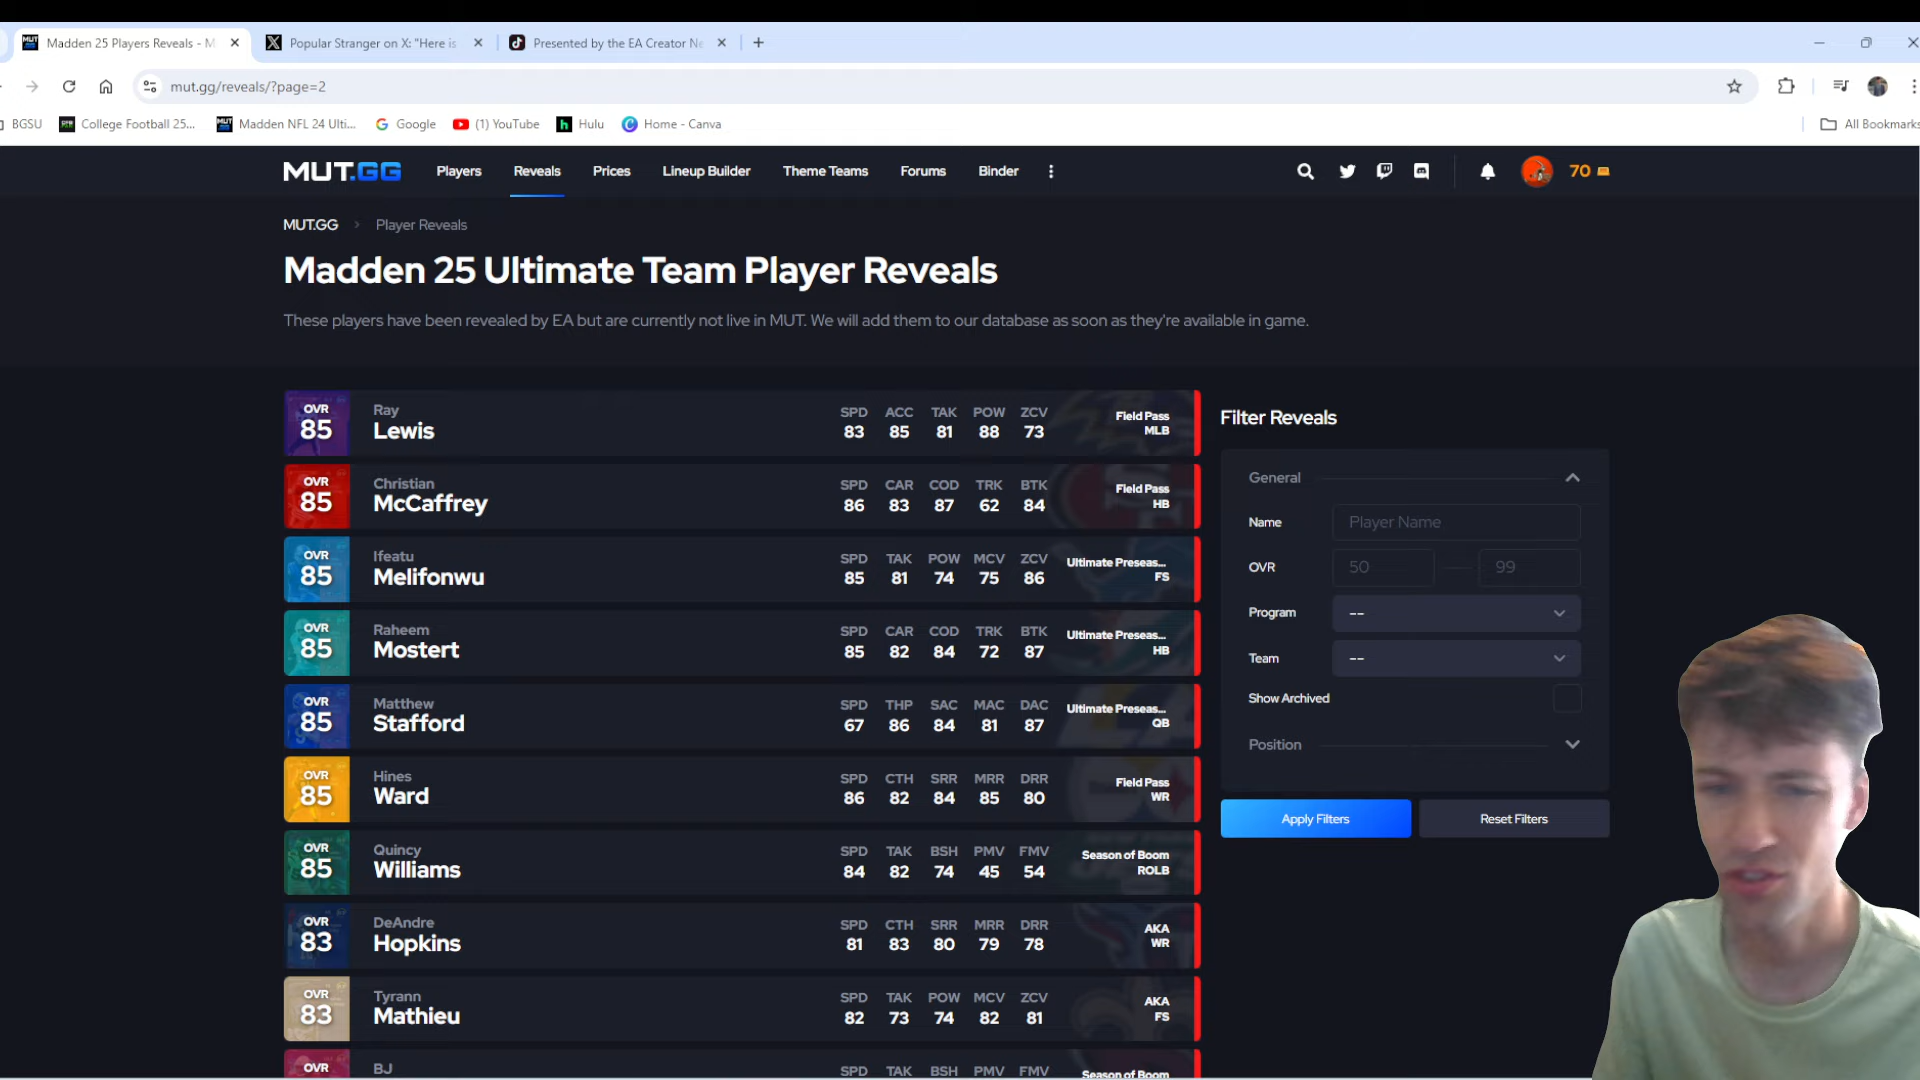 Madden 25 Players Reveals - M
Popular Stranger on X: "Here is
Presented by the EA Creator Ne
mut.gg/reveals/?page=2
BGSU
College Football 25...
Madden NFL 24 Ulti...
Google
(1) YouTube
Hulu
Home - Canva
All Bookmarks
MUT.GG
Players
Reveals
Prices
Lineup Builder
Theme Teams
Forums
Binder
70
MUT.GG > Player Reveals
Madden 25 Ultimate Team Player Reveals
These players have been revealed by EA but are currently not live in MUT. We will add them to our database as soon as they're available in game.
OVR 85
Ray
Lewis
SPD ACC TAK POW ZCV
83 85 81 88 73
Field Pass
MLB
OVR 85
Christian
McCaffrey
SPD CAR COD TRK BTK
86 83 87 62 84
Field Pass
HB
OVR 85
Ifeatu
Melifonwu
SPD TAK POW MCV ZCV
85 81 74 75 86
Ultimate Preseas...
FS
OVR 85
Raheem
Mostert
SPD CAR COD TRK BTK
85 82 84 72 87
Ultimate Preseas...
HB
OVR 85
Matthew
Stafford
SPD THP SAC MAC DAC
67 86 84 81 87
Ultimate Preseas...
QB
OVR 85
Hines
Ward
SPD CTH SRR MRR DRR
86 82 84 85 80
Field Pass
WR
OVR 85
Quincy
Williams
SPD TAK BSH PMV FMV
84 82 74 45 54
Season of Boom
ROLB
OVR 83
DeAndre
Hopkins
SPD CTH SRR MRR DRR
81 83 80 79 78
AKA
WR
OVR 83
Tyrann
Mathieu
SPD TAK POW MCV ZCV
82 73 74 82 81
AKA
FS
OVR
BJ
SPD TAK BSH PMV FMV
Season of Boom
Filter Reveals
General
Name
Player Name
OVR
50 — 99
Program
--
Team
--
Show Archived
Position
Apply Filters
Reset Filters